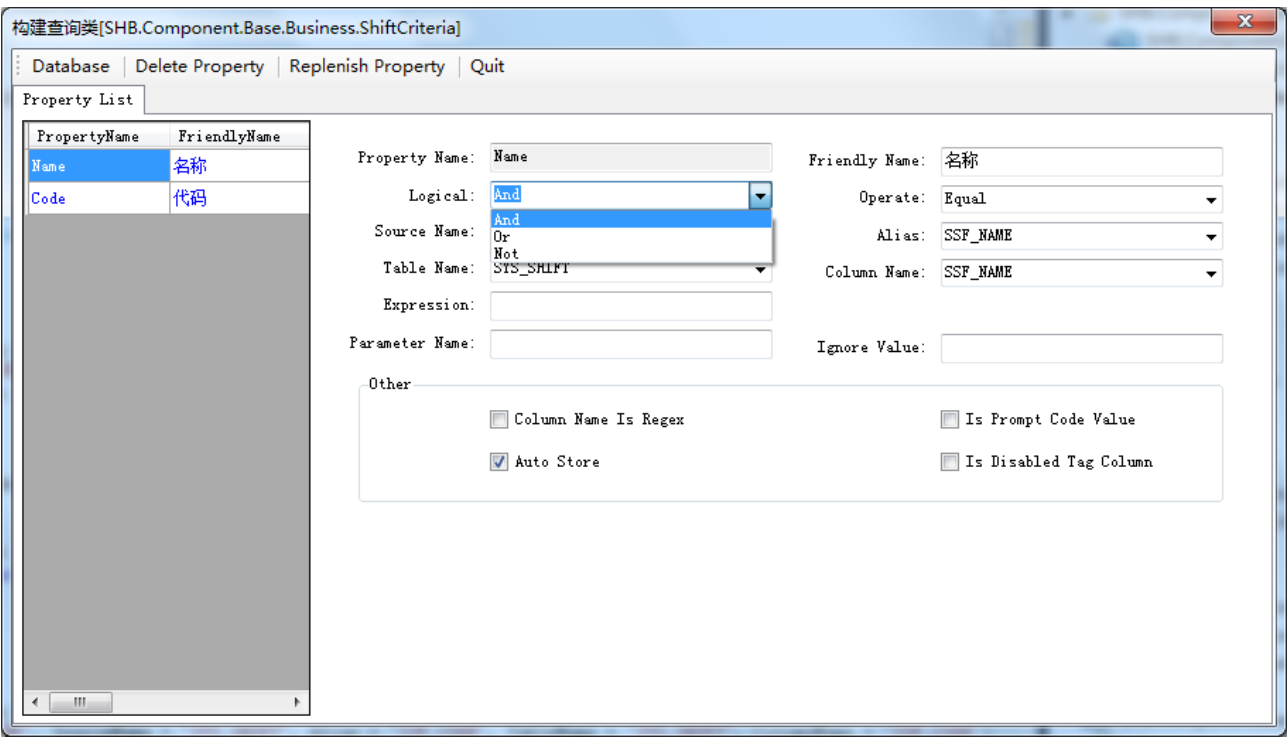 构建查询类[SHB.Component.Base.Business.ShiftCriteria]
Database Delete Property Replenish Property Quit
Property List
PropertyName FriendlyName
Name 名称
Code 代码
Property Name: Name Friendly Name: 名称
Logical: And Operate: Equal
And
Or
Not
Source Name: Alias: SSF_NAME
Table Name: SYS_SHIFT Column Name: SSF_NAME
Expression:
Parameter Name: Ignore Value:
Other
Column Name Is Regex Is Prompt Code Value
Auto Store Is Disabled Tag Column